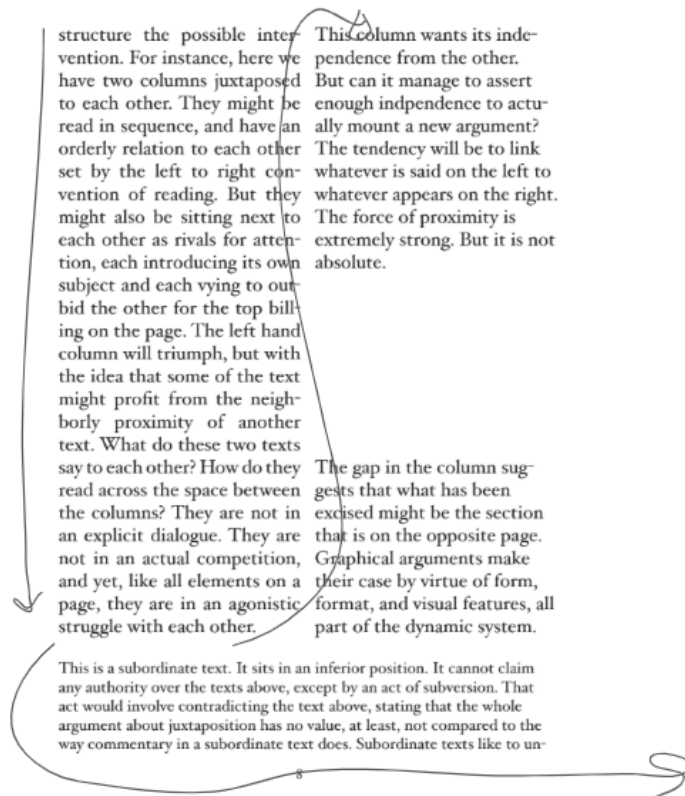 structure the possible inter-
vention. For instance, here we
have two columns juxtaposed
to each other. They might be
read in sequence, and have an
orderly relation to each other
set by the left to right con-
vention of reading. But they
might also be sitting next to
each other as rivals for atten-
tion, each introducing its own
subject and each vying to out-
bid the other for the top bill-
ing on the page. The left hand
column will triumph, but with
the idea that some of the text
might profit from the neigh-
borly proximity of another
text. What do these two texts
say to each other? How do they
read across the space between
the columns? They are not in
an explicit dialogue. They are
not in an actual competition,
and yet, like all elements on a
page, they are in an agonistic
struggle with each other.
This column wants its inde-
pendence from the other.
But can it manage to assert
enough indpendence to actu-
ally mount a new argument?
The tendency will be to link
whatever is said on the left to
whatever appears on the right.
The force of proximity is
extremely strong. But it is not
absolute.
The gap in the column sug-
gests that what has been
excised might be the section
that is on the opposite page.
Graphical arguments make
their case by virtue of form,
format, and visual features, all
part of the dynamic system.
This is a subordinate text. It sits in an inferior position. It cannot claim
any authority over the texts above, except by an act of subversion. That
act would involve contradicting the text above, stating that the whole
argument about juxtaposition has no value, at least, not compared to the
way commentary in a subordinate text does. Subordinate texts like to un-
8